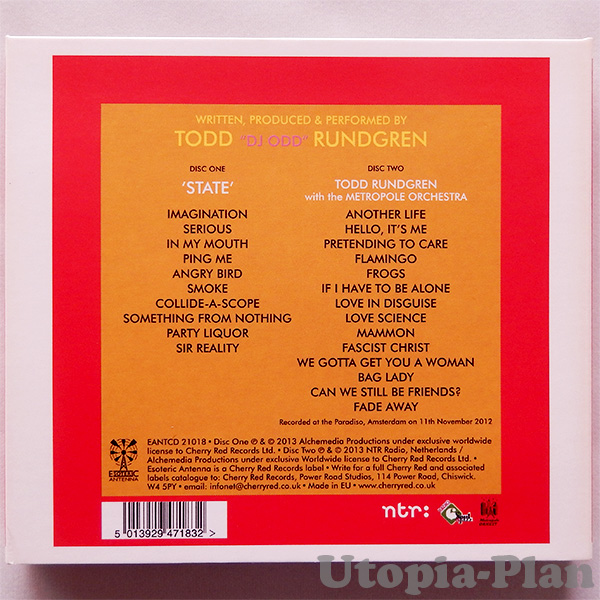 WRITTEN, PRODUCED & PERFORMED BY
TODD "DJ ODD" RUNDGREN
DISC ONE
'STATE'
IMAGINATION
SERIOUS
IN MY MOUTH
PING ME
ANGRY BIRD
SMOKE
COLLIDE-A-SCOPE
SOMETHING FROM NOTHING
PARTY LIQUOR
SIR REALITY
DISC TWO
TODD RUNDGREN
with the METROPOLE ORCHESTRA
ANOTHER LIFE
HELLO, IT'S ME
PRETENDING TO CARE
FLAMINGO
FROGS
IF I HAVE TO BE ALONE
LOVE IN DISGUISE
LOVE SCIENCE
MAMMON
FASCIST CHRIST
WE GOTTA GET YOU A WOMAN
BAG LADY
CAN WE STILL BE FRIENDS?
FADE AWAY
Recorded at the Paradiso, Amsterdam on 11th November 2012
ESOTERIC
ANTENNA
EANTCD 21018 • Disc One ℗ & © 2013 Alchemedia Productions under exclusive worldwide
license to Cherry Red Ltd. • Disc Two ℗ & © 2013 NTR Radio, Netherlands /
Alchemedia Productions under exclusive Worldwide license to Cherry Red Records Ltd. •
Esoteric Antenna is a Cherry Red Records label • Write for a full Cherry Red and associated
labels catalogue to: Cherry Red Records, Power Road Studios, 114 Power Road, Chiswick.
W4 5PY • email: infonet@cherryred.co.uk • Made in EU • www.cherryred.co.uk
5 013929 471832 >
ntr:
Utopia-Plan